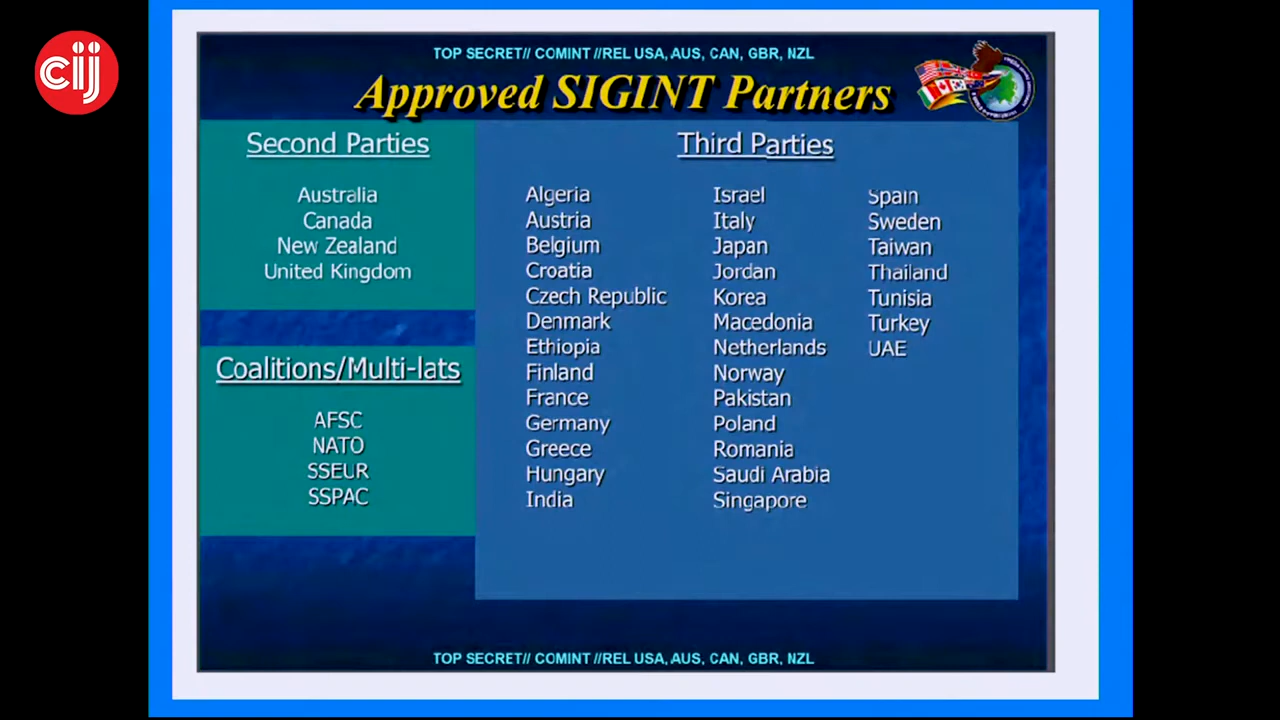 cij
TOP SECRET// COMINT //REL USA, AUS, CAN, GBR, NZL
Approved SIGINT Partners
Second Parties
Australia
Canada
New Zealand
United Kingdom
Coalitions/Multi-lats
AFSC
NATO
SSEUR
SSPAC
Third Parties
Algeria
Austria
Belgium
Croatia
Czech Republic
Denmark
Ethiopia
Finland
France
Germany
Greece
Hungary
India
Israel
Italy
Japan
Jordan
Korea
Macedonia
Netherlands
Norway
Pakistan
Poland
Romania
Saudi Arabia
Singapore
Spain
Sweden
Taiwan
Thailand
Tunisia
Turkey
UAE
TOP SECRET// COMINT //REL USA, AUS, CAN, GBR, NZL